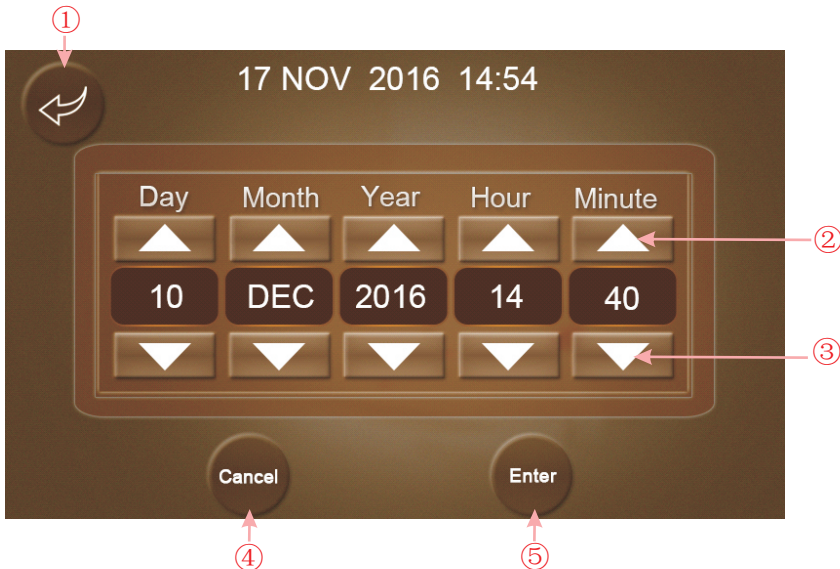 ①
17 NOV 2016 14:54
Day Month Year Hour Minute
②
10 DEC 2016 14 40
③
Cancel Enter
④ ⑤